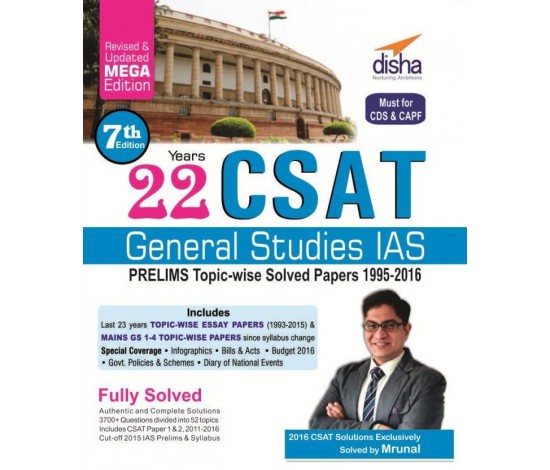 Revised &
Updated
MEGA
Edition
disha
Nurturing Ambitions
Must for
CDS & CAPF
7th
Edition
Years
22 CSAT
General Studies IAS
PRELIMS Topic-wise Solved Papers 1995-2016
Includes
Last 23 years TOPIC-WISE ESSAY PAPERS (1993-2015) &
MAINS GS 1-4 TOPIC-WISE PAPERS since syllabus change
Special Coverage • Infographics • Bills & Acts • Budget 2016
• Govt. Policies & Schemes • Diary of National Events
Fully Solved
Authentic and Complete Solutions
3700+ Questions divided into 52 topics
Includes CSAT Paper 1 & 2, 2011-2016
Cut-off 2015 IAS Prelims & Syllabus
2016 CSAT Solutions Exclusively
Solved by Mrunal